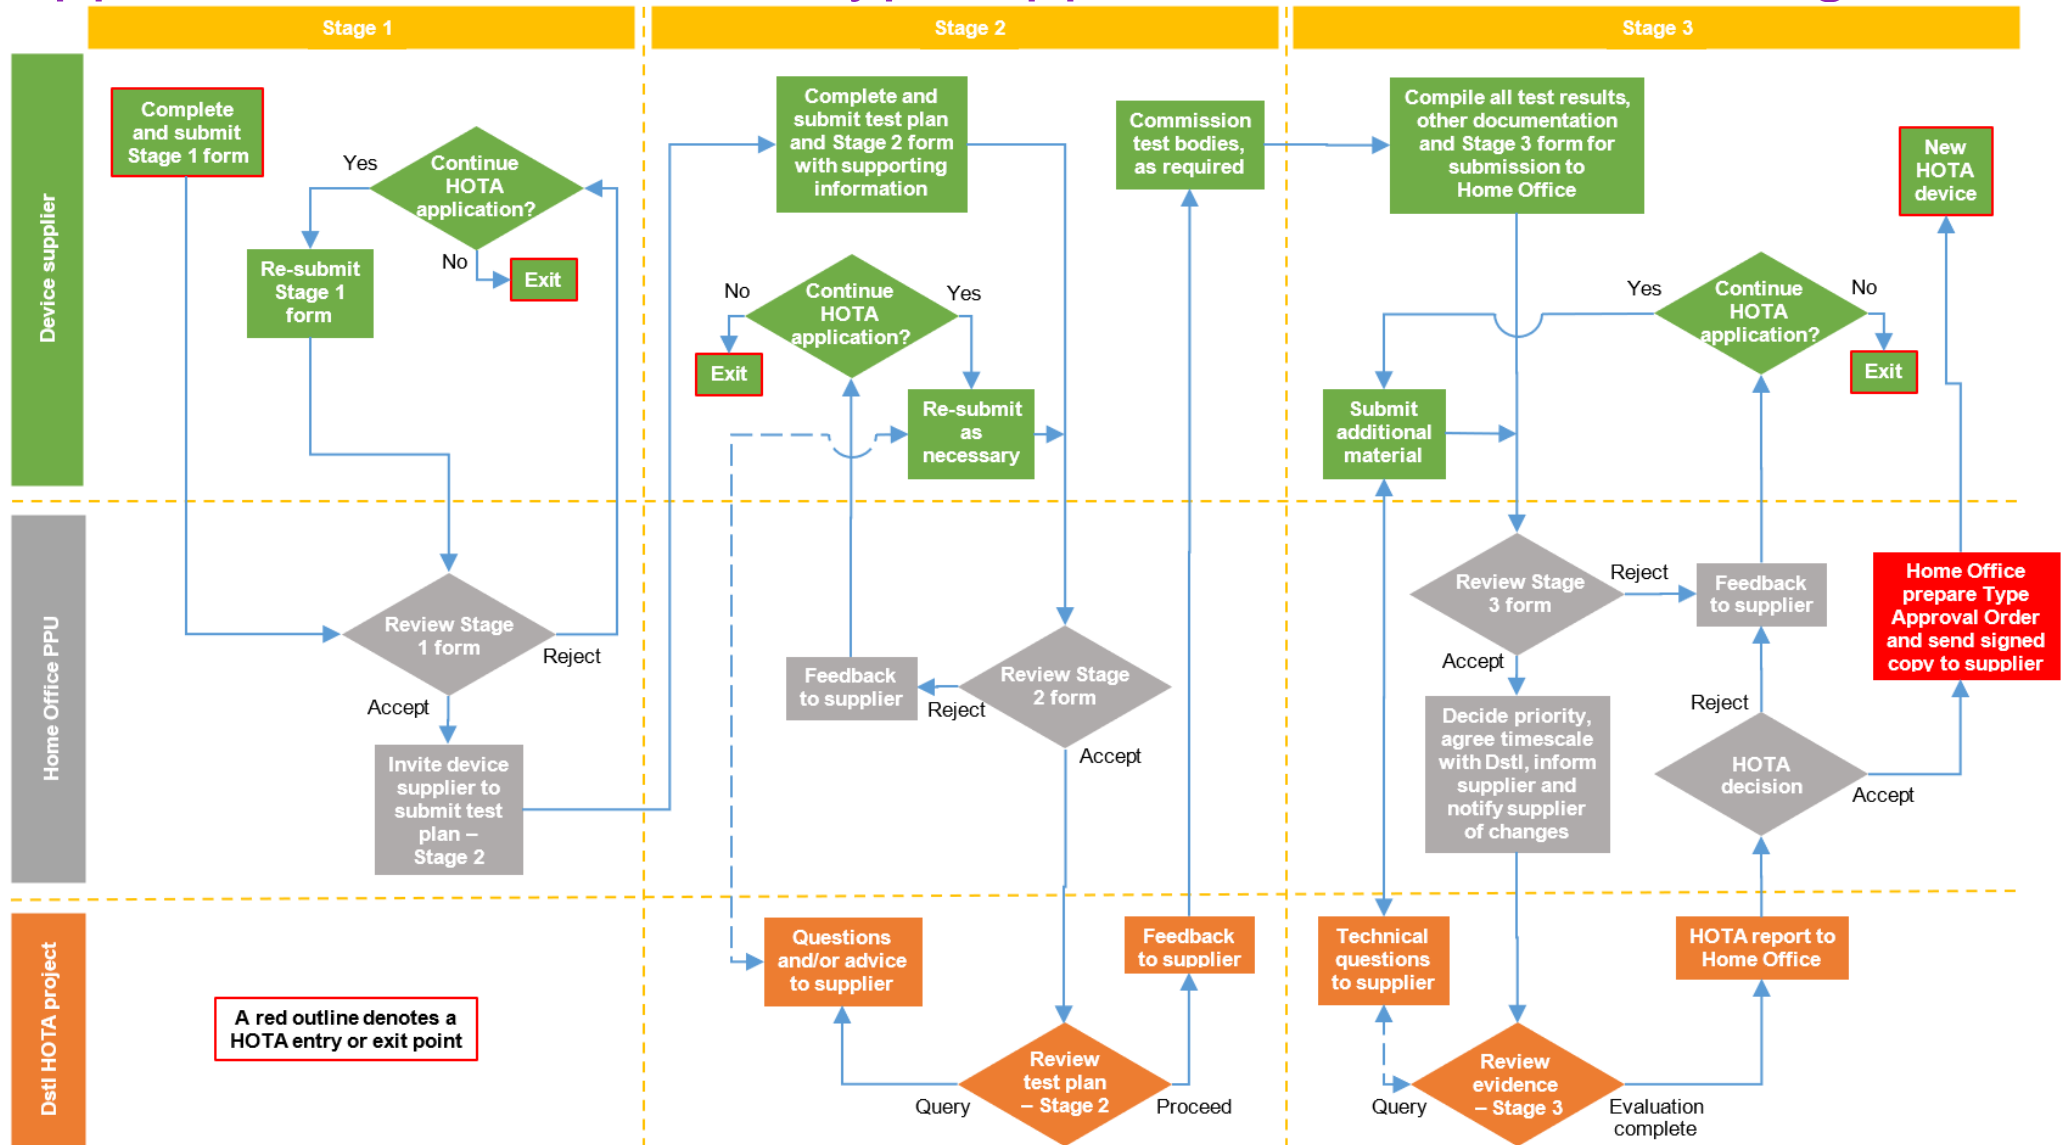 Stage 1
Stage 2
Stage 3
Device supplier
Complete
and submit
Stage 1 form
Continue
HOTA
application?
Yes
No
Exit
Re-submit
Stage 1
form
Complete and
submit test plan
and Stage 2 form
with supporting
information
Commission
test bodies,
as required
Continue
HOTA
application?
No
Yes
Exit
Re-submit
as
necessary
Compile all test results,
other documentation
and Stage 3 form for
submission to
Home Office
New
HOTA
device
Continue
HOTA
application?
Yes
No
Exit
Submit
additional
material
Home Office PPU
Review Stage
1 form
Reject
Accept
Invite device
supplier to
submit test
plan –
Stage 2
Feedback
to supplier
Reject
Review Stage
2 form
Accept
Review Stage
3 form
Reject
Feedback
to supplier
Accept
Decide priority,
agree timescale
with Dstl, inform
supplier and
notify supplier
of changes
Reject
HOTA
decision
Accept
Home Office
prepare Type
Approval Order
and send signed
copy to supplier
Dstl HOTA project
A red outline denotes a
HOTA entry or exit point
Questions
and/or advice
to supplier
Feedback
to supplier
Review
test plan
– Stage 2
Query
Proceed
Technical
questions
to supplier
HOTA report to
Home Office
Review
evidence
– Stage 3
Query
Evaluation
complete